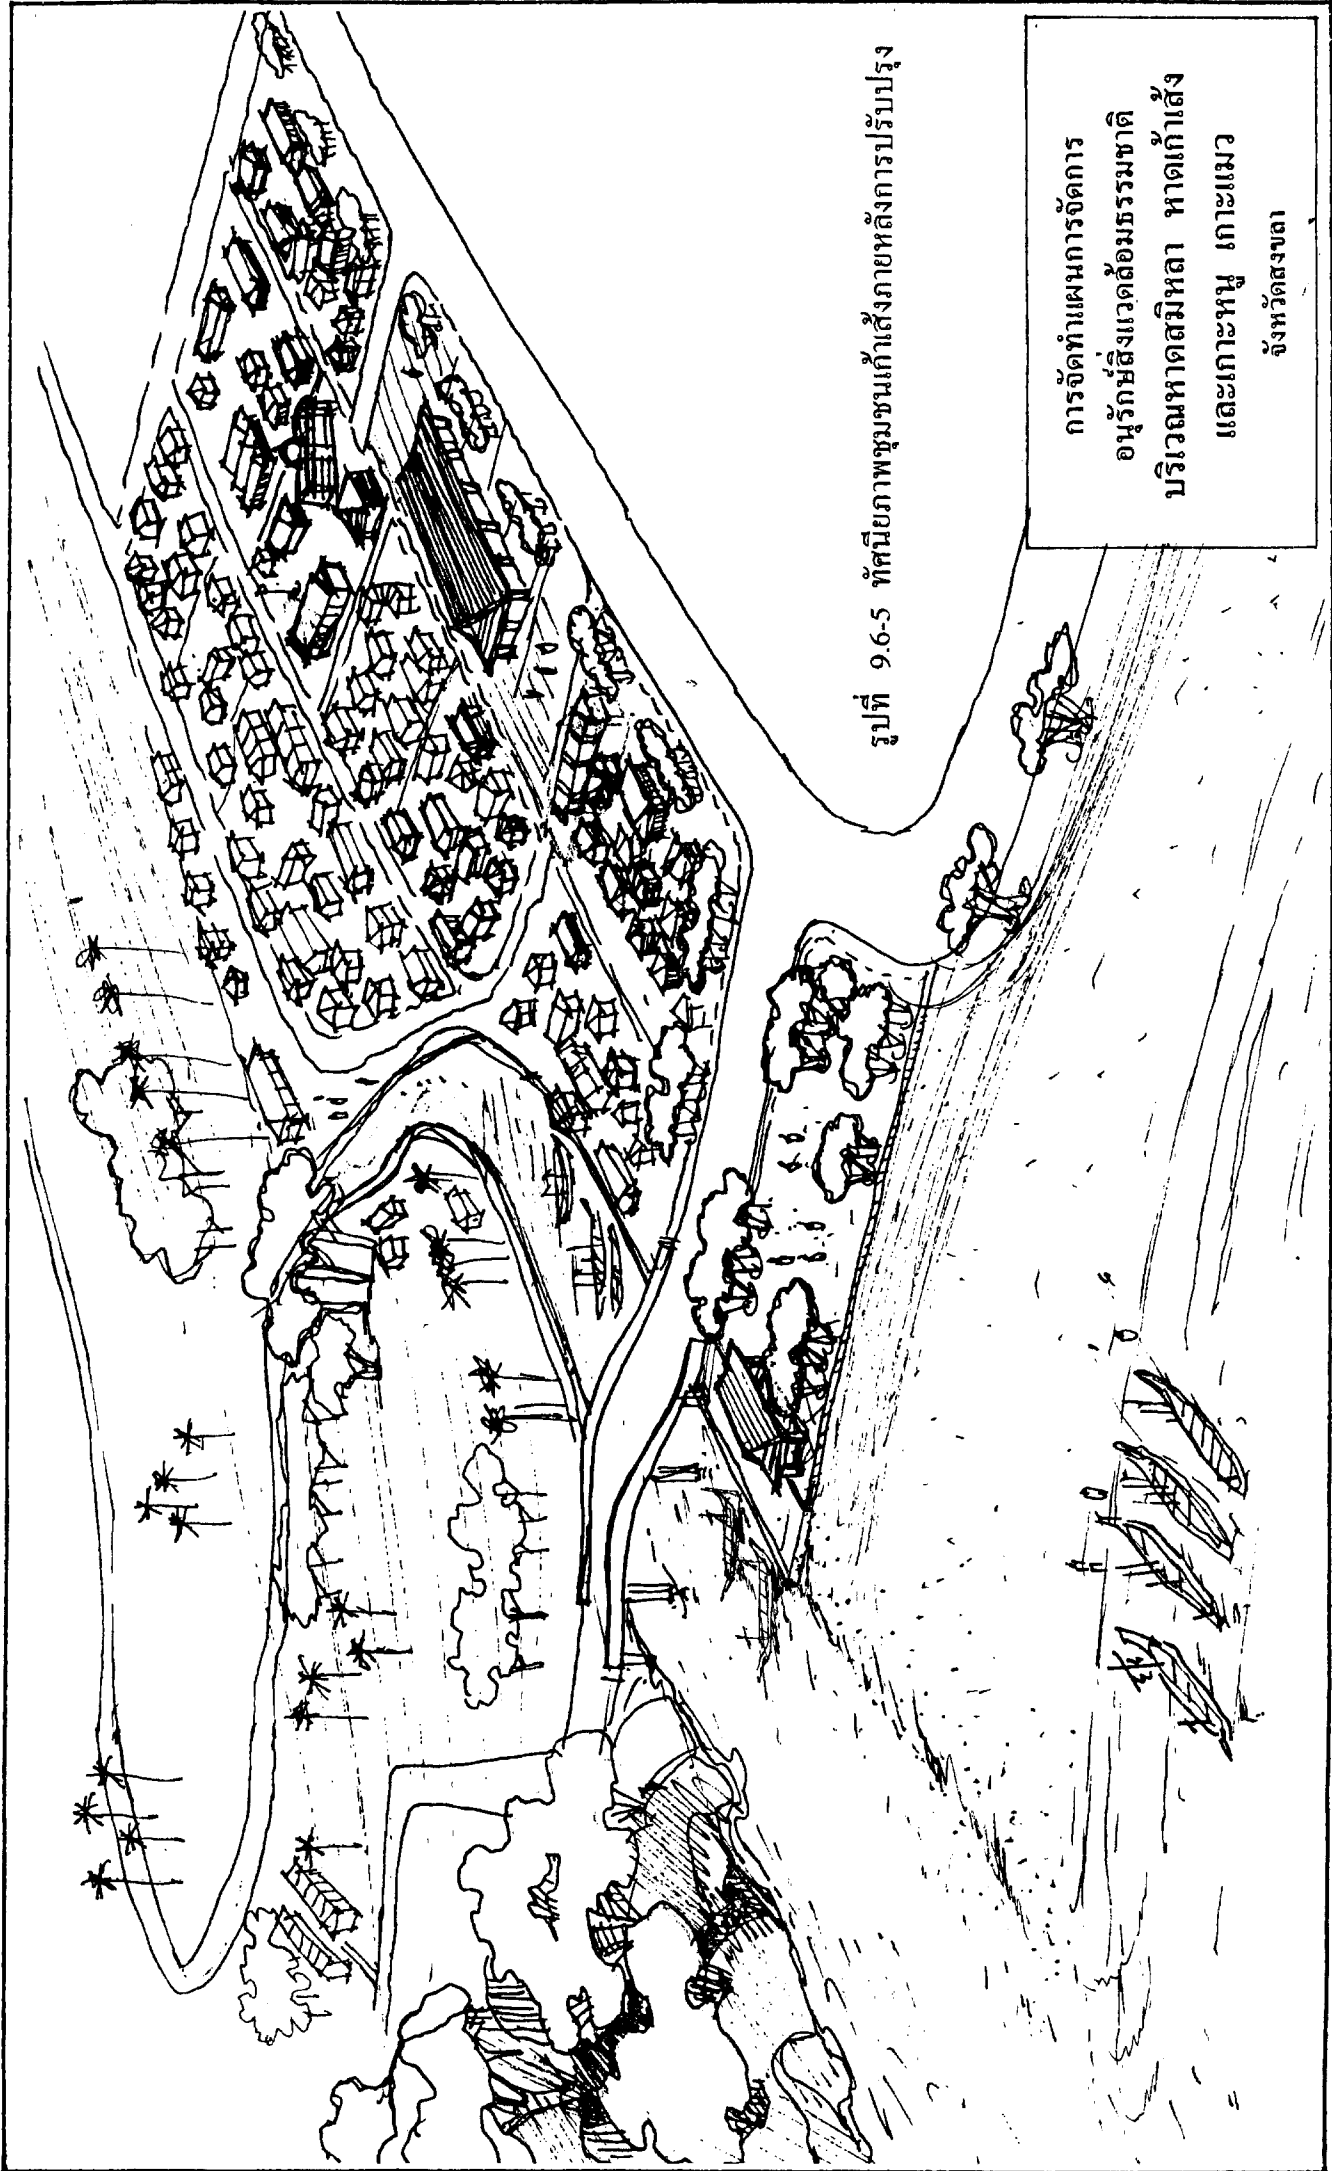 รูปที่ 9.6-5 ทัศนียภาพชุมชนเก้าเส้งภายหลังการปรับปรุง
การจัดทำแผนการจัดการ
อนุรักษ์สิ่งแวดล้อมธรรมชาติ
บริเวณหาดสมิหลา หาดเก้าเส้ง
และเกาะหนู เกาะแมว
จังหวัดสงขลา